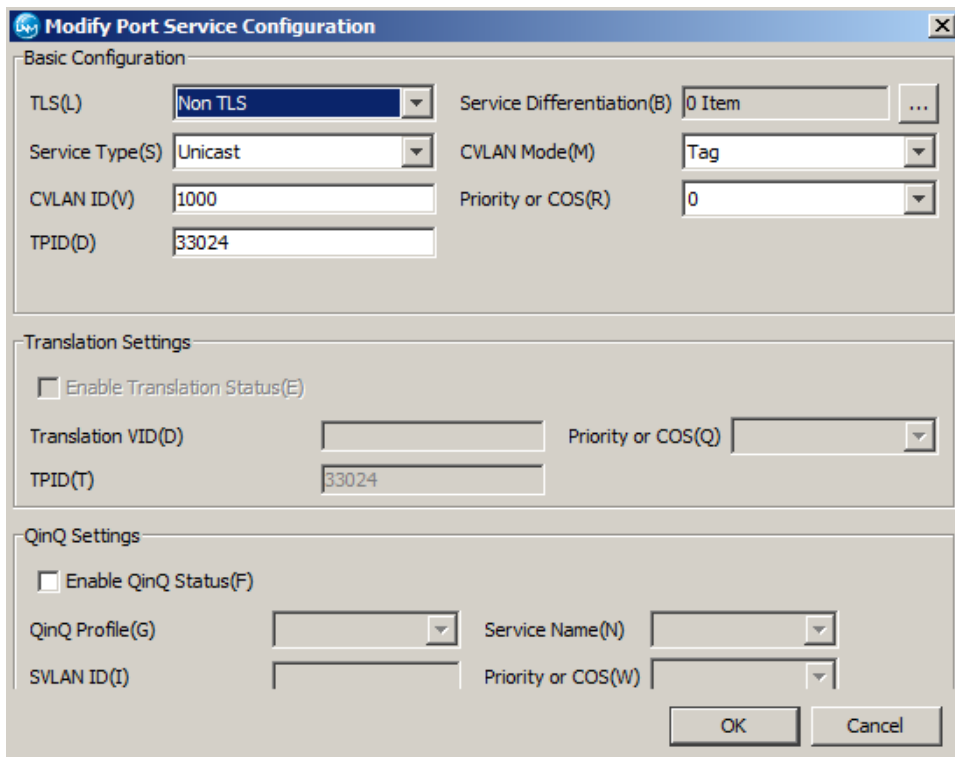 Modify Port Service Configuration
Basic Configuration
TLS(L) Non TLS Service Differentiation(B) 0 Item ...
Service Type(S) Unicast CVLAN Mode(M) Tag
CVLAN ID(V) 1000 Priority or COS(R) 0
TPID(D) 33024
Translation Settings
Enable Translation Status(E)
Translation VID(D) Priority or COS(Q)
TPID(T) 33024
QinQ Settings
Enable QinQ Status(F)
QinQ Profile(G) Service Name(N)
SVLAN ID(I) Priority or COS(W)
OK Cancel